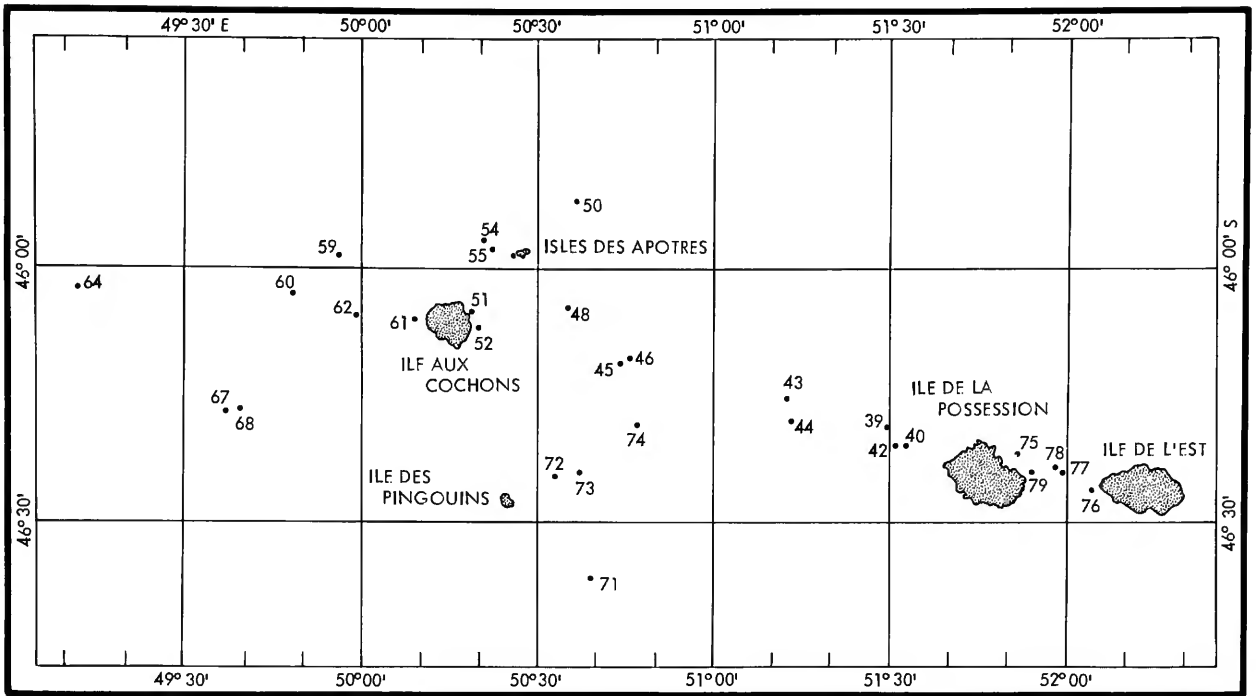 49° 30' E 50° 00' 50° 30' 51° 00' 51° 30' 52° 00'
50
54
59 55 ISLES DES APOTRES
46° 00' 46° 00' S
64
60
62 61 51 48
52
ILE AUX
COCHONS
45 46
43
44
ILE DE LA
POSSESSION
67
68
74
39
42 40
75 78 77
79 76
ILE DE L'EST
72
73
ILE DES
PINGOUINS
46° 30' 46° 30'
71
49° 30' 50° 00' 50° 30' 51° 00' 51° 30' 52° 00'